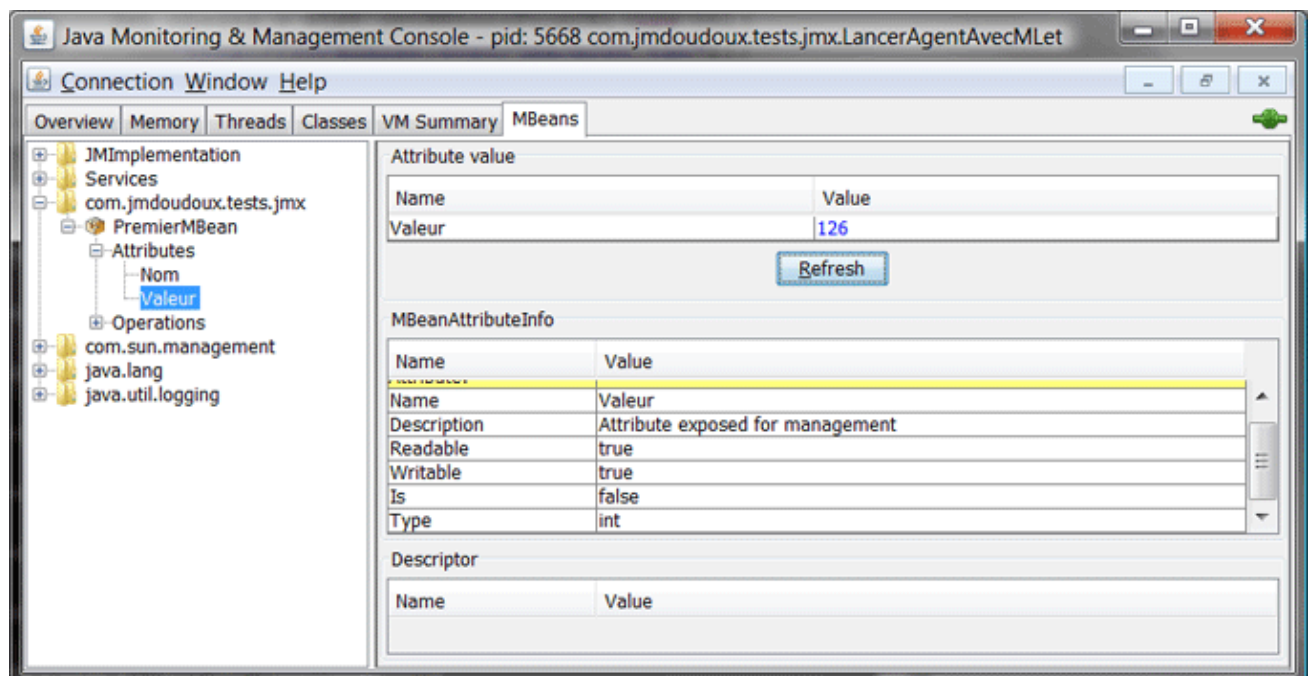 Java Monitoring & Management Console - pid: 5668 com.jmdoudoux.tests.jmx.LancerAgentAvecMLet
Connection Window Help
Overview Memory Threads Classes VM Summary MBeans
JMImplementation
Services
com.jmdoudoux.tests.jmx
PremierMBean
Attributes
Nom
Valeur
Operations
com.sun.management
java.lang
java.util.logging
Attribute value
Name Value
Valeur 126
Refresh
MBeanAttributeInfo
Name Value
Name Valeur
Description Attribute exposed for management
Readable true
Writable true
Is false
Type int
Descriptor
Name Value